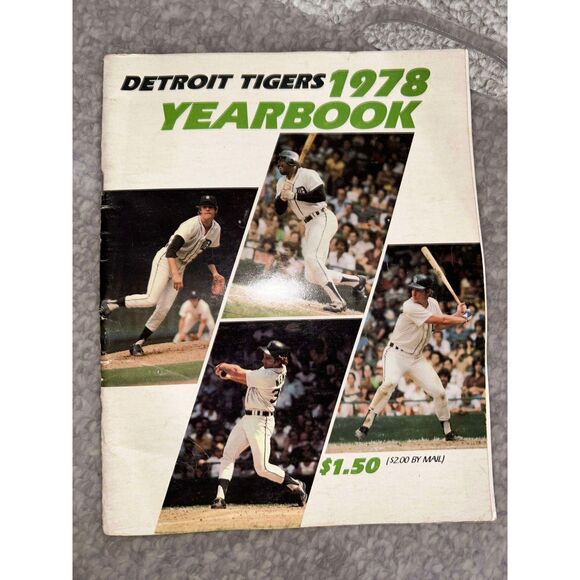 DETROIT TIGERS 1978
YEARBOOK
$1.50 ($2.00 BY MAIL)